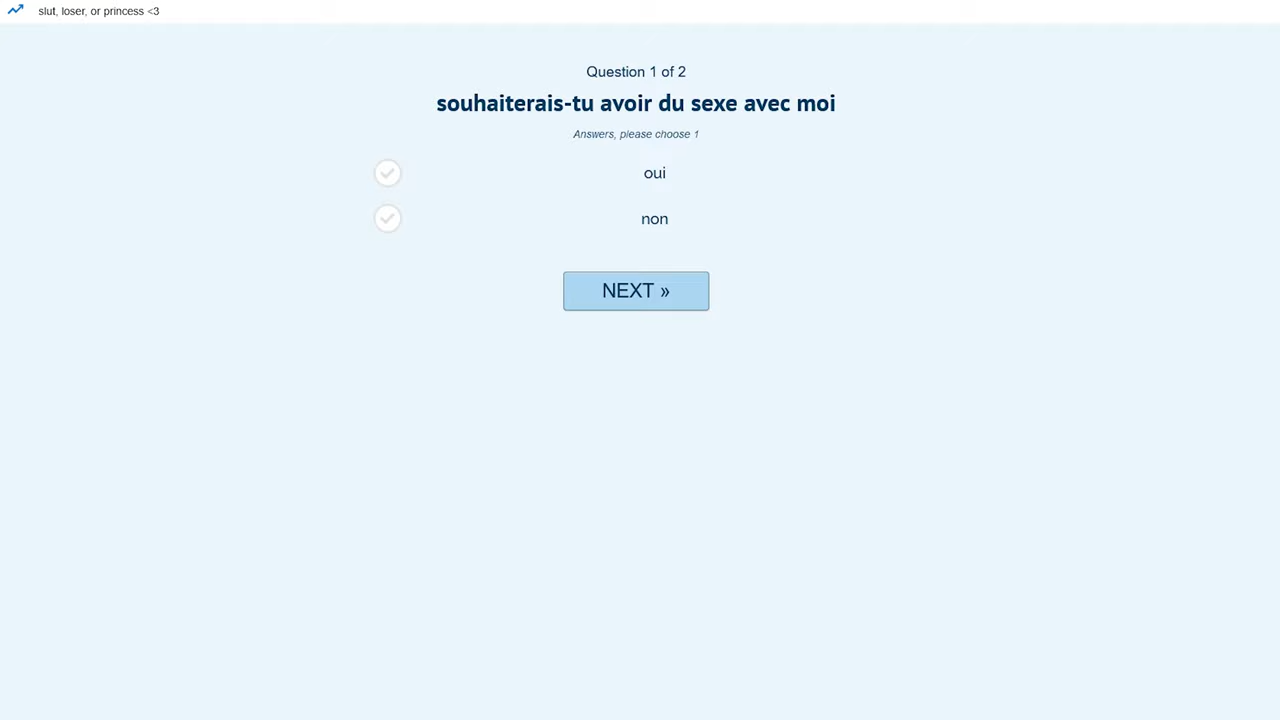 slut, loser, or princess <3
Question 1 of 2
souhaiterais-tu avoir du sexe avec moi
Answers, please choose 1
oui
non
NEXT »